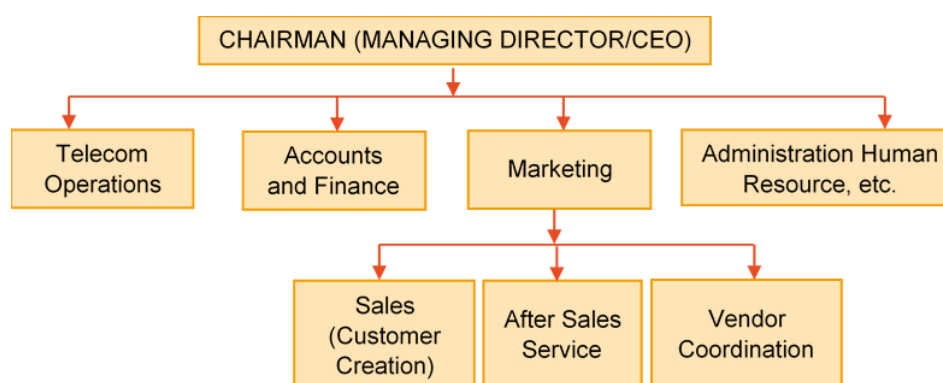 CHAIRMAN (MANAGING DIRECTOR/CEO)
Telecom
Operations
Accounts
and Finance
Marketing
Administration Human
Resource, etc.
Sales
(Customer
Creation)
After Sales
Service
Vendor
Coordination